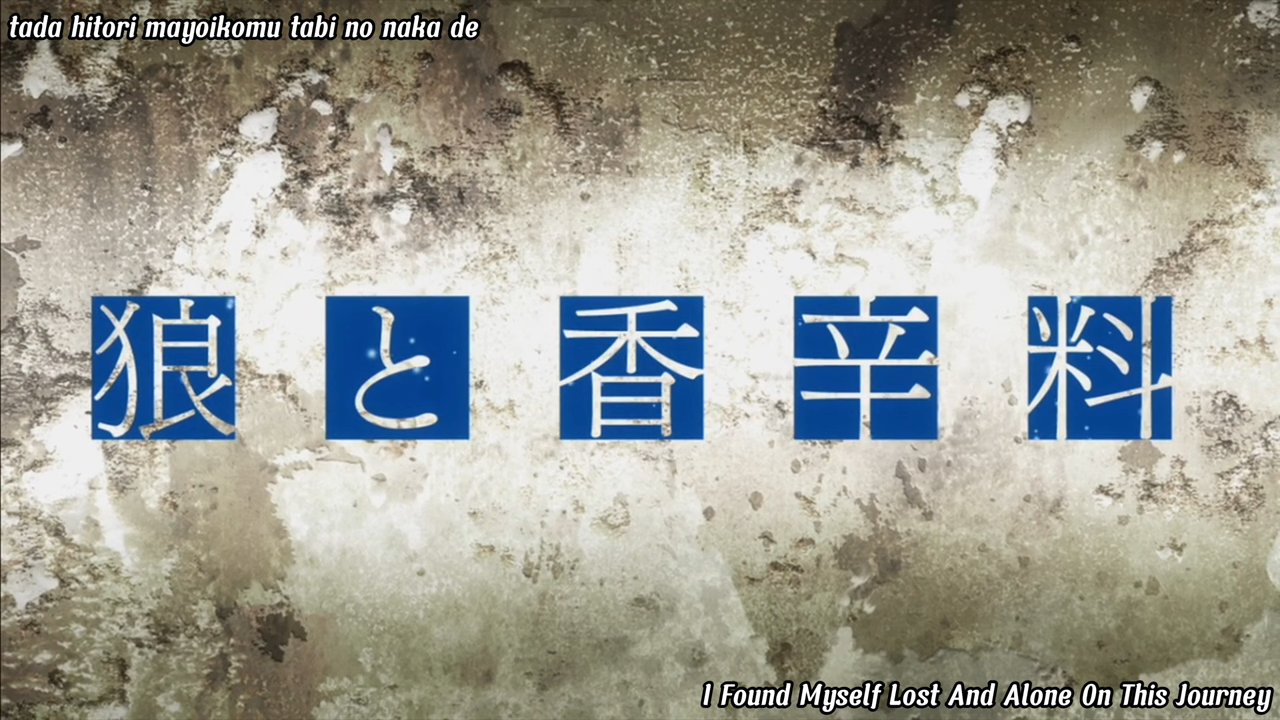 tada hitori mayoikomu tabi no naka de
狼と香辛料
I Found Myself Lost And Alone On This Journey